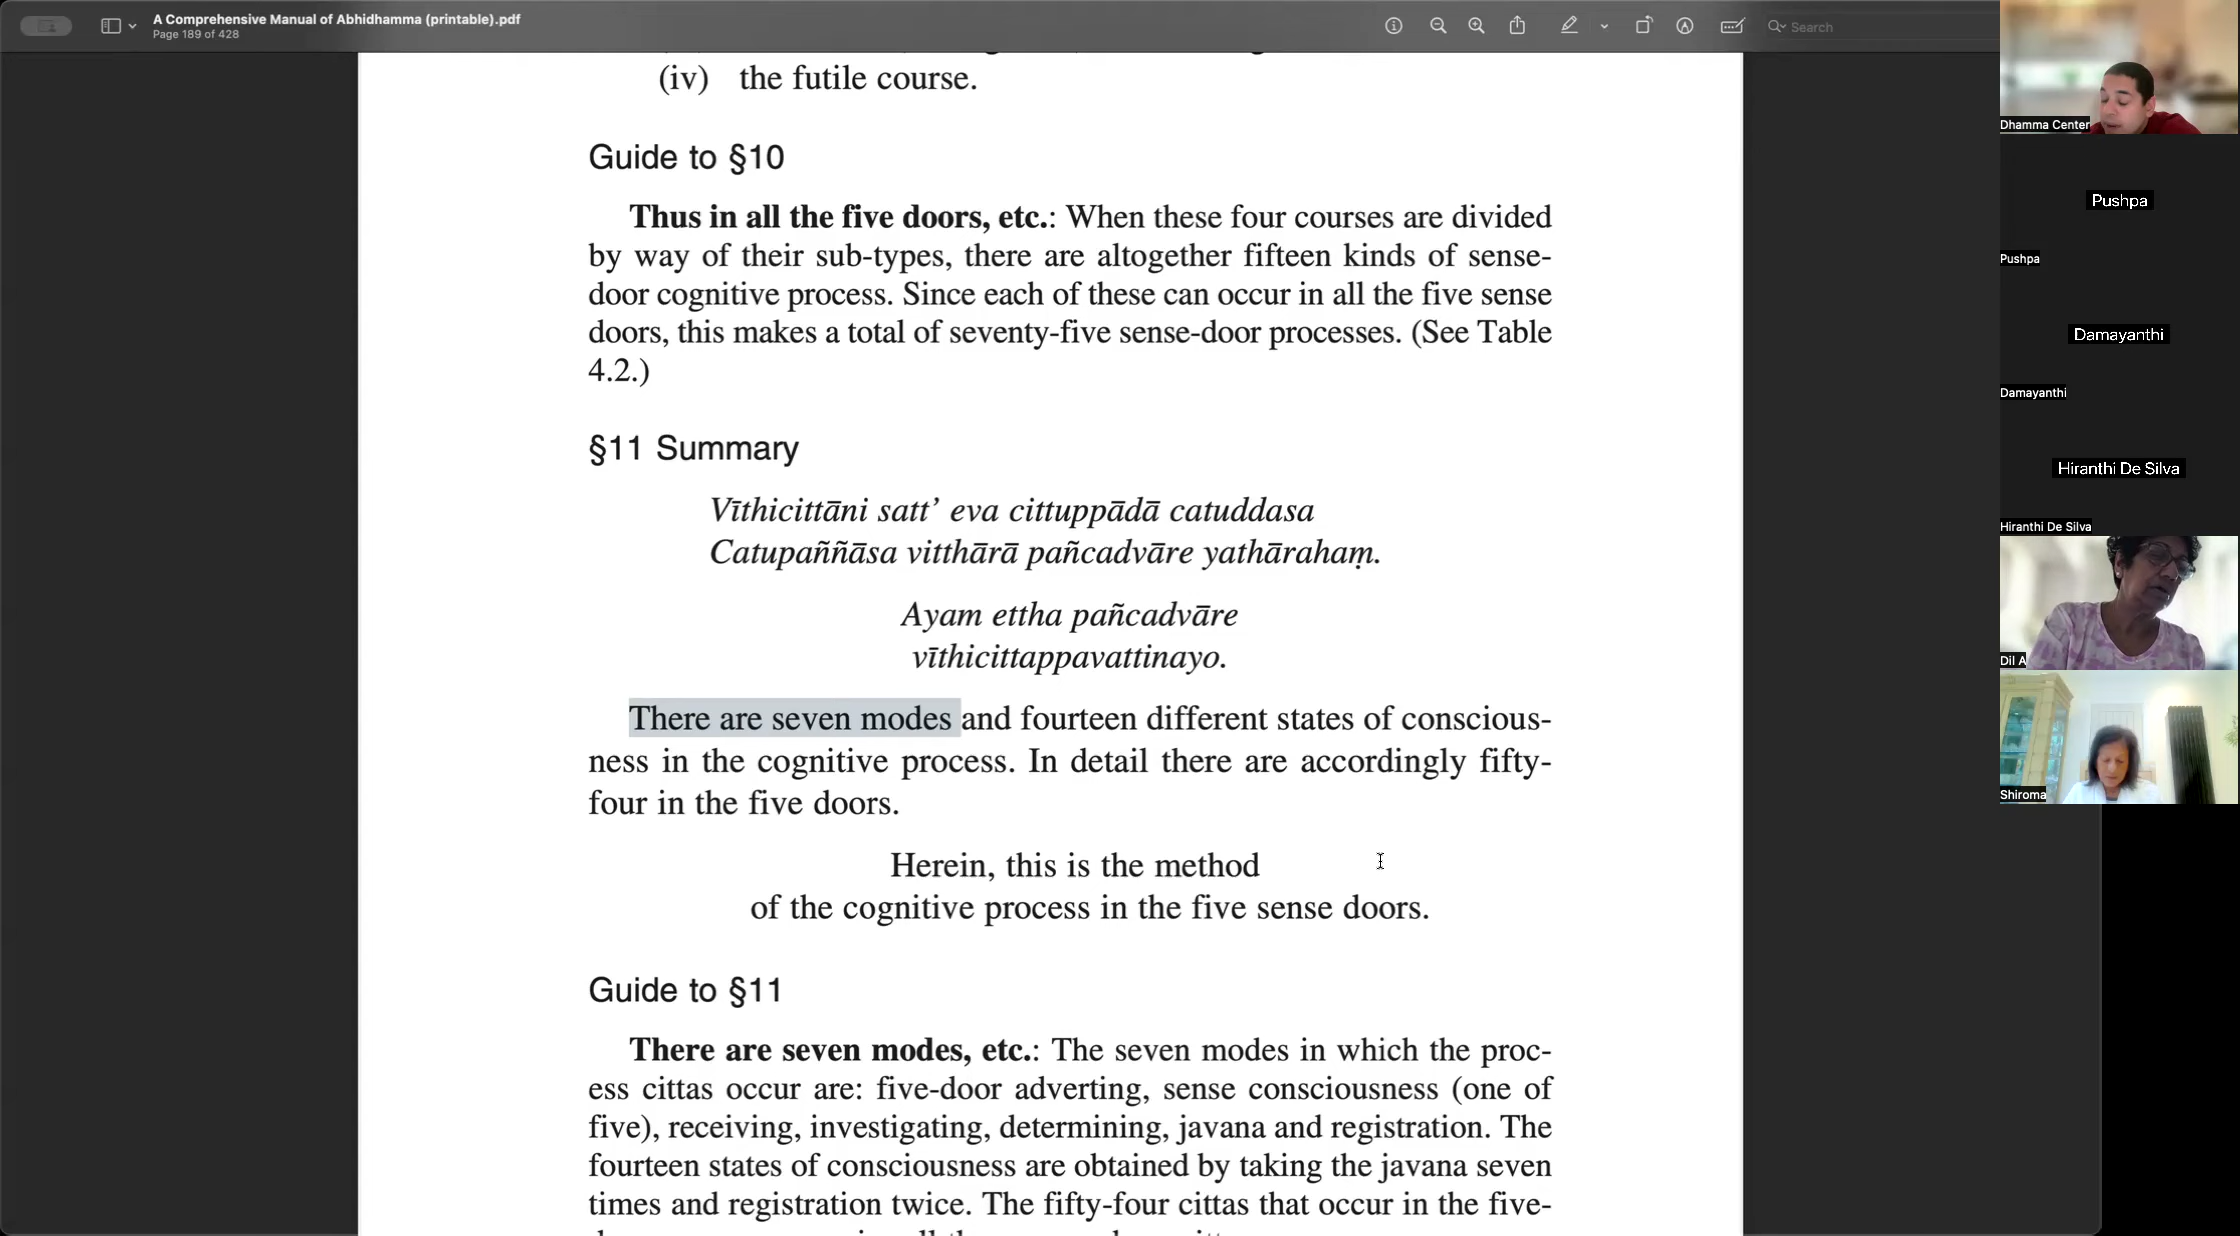 A Comprehensive Manual of Abhidhamma (printable).pdf
Page 189 of 428
Search
(iv) the futile course.
Guide to §10
Thus in all the five doors, etc.: When these four courses are divided
by way of their sub-types, there are altogether fifteen kinds of sense-
door cognitive process. Since each of these can occur in all the five sense
doors, this makes a total of seventy-five sense-door processes. (See Table
4.2.)
§11 Summary
Vīthicittāni satt’ eva cittuppādā catuddasa
Catupaññāsa vitthārā pañcadvāre yathārahaṃ.
Ayam ettha pañcadvāre
vīthicittappavattinayo.
There are seven modes and fourteen different states of conscious-
ness in the cognitive process. In detail there are accordingly fifty-
four in the five doors.
Herein, this is the method
of the cognitive process in the five sense doors.
Guide to §11
There are seven modes, etc.: The seven modes in which the proc-
ess cittas occur are: five-door adverting, sense consciousness (one of
five), receiving, investigating, determining, javana and registration. The
fourteen states of consciousness are obtained by taking the javana seven
times and registration twice. The fifty-four cittas that occur in the five-
Dhamma Center
Pushpa
Pushpa
Damayanthi
Damayanthi
Hiranthi De Silva
Hiranthi De Silva
Dil A
Shiroma